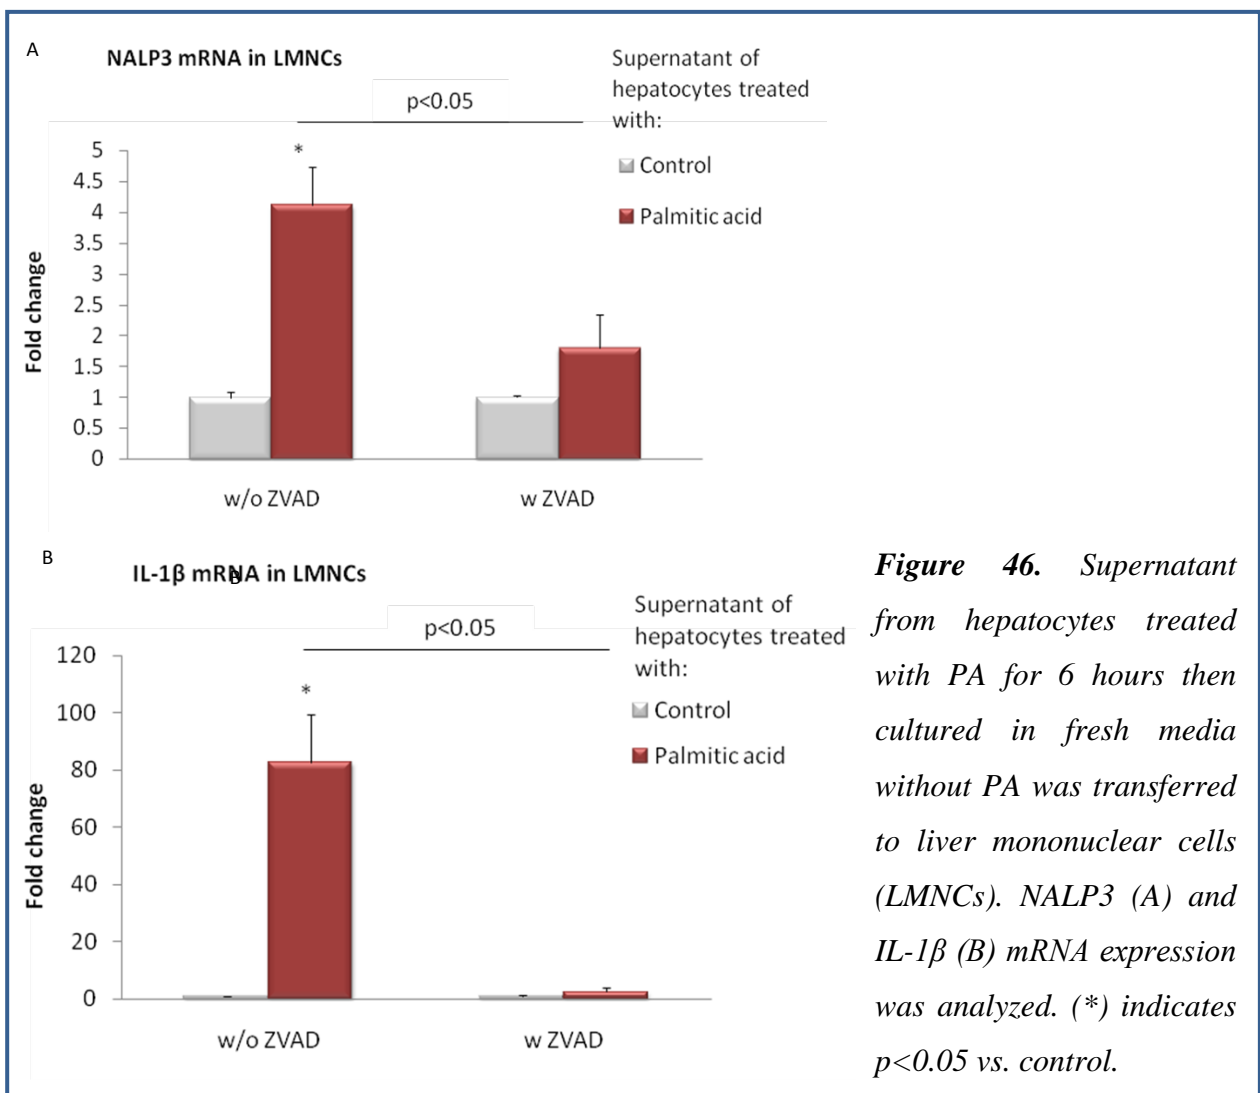 A
NALP3 mRNA in LMNCs
p<0.05
Supernatant of
hepatocytes treated
with:
Control
Palmitic acid
*
Fold change
5
4.5
4
3.5
3
2.5
2
1.5
1
0.5
0
w/o ZVAD
w ZVAD
B
IL-1β mRNA in LMNCs
B
p<0.05
Supernatant of
hepatocytes treated
with:
Control
Palmitic acid
*
Fold change
120
100
80
60
40
20
0
w/o ZVAD
w ZVAD
Figure 46. Supernatant
from hepatocytes treated
with PA for 6 hours then
cultured in fresh media
without PA was transferred
to liver mononuclear cells
(LMNCs). NALP3 (A) and
IL-1β (B) mRNA expression
was analyzed. (*) indicates
p<0.05 vs. control.